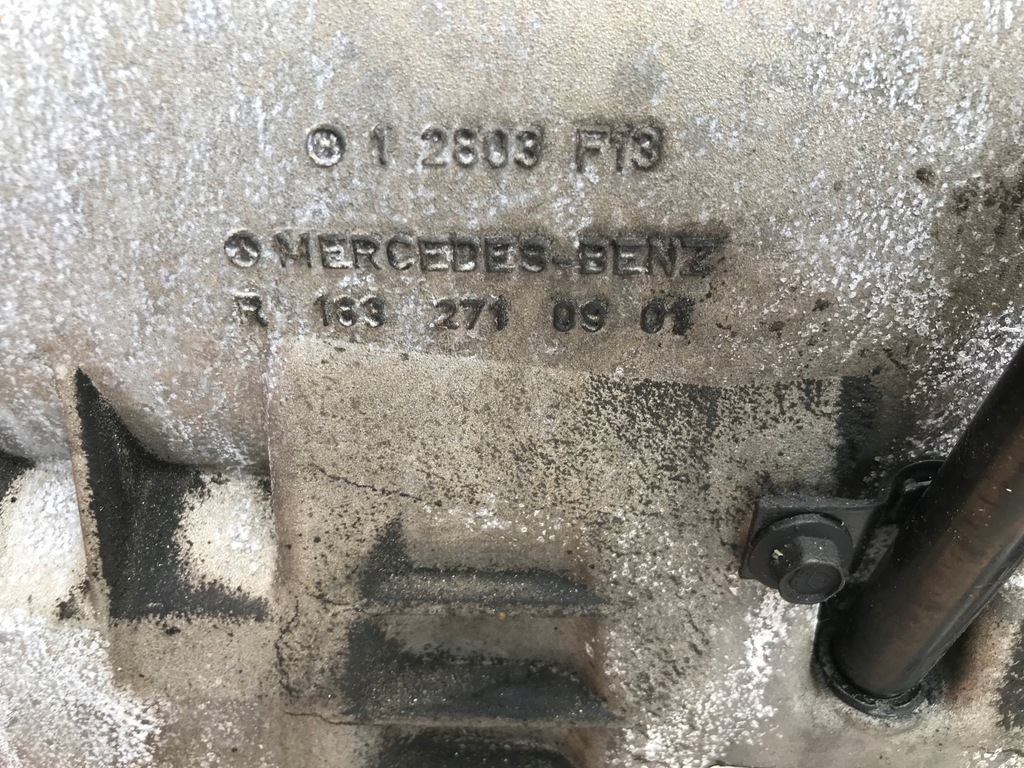 1 2803 F13
MERCEDES-BENZ
R 163 271 09 01